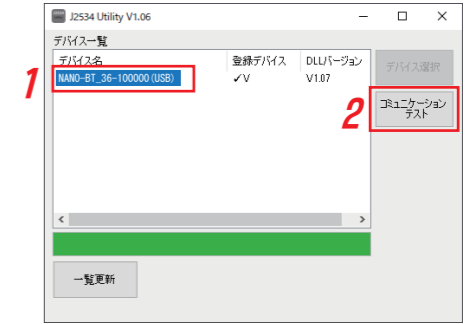 J2534 Utility V1.06
デバイス一覧
デバイス名 登録デバイス DLLバージョン
NANO-BT_36-100000(USB) ✓V V1.07
デバイス選択
1
コミュニケーション
テスト
2
一覧更新